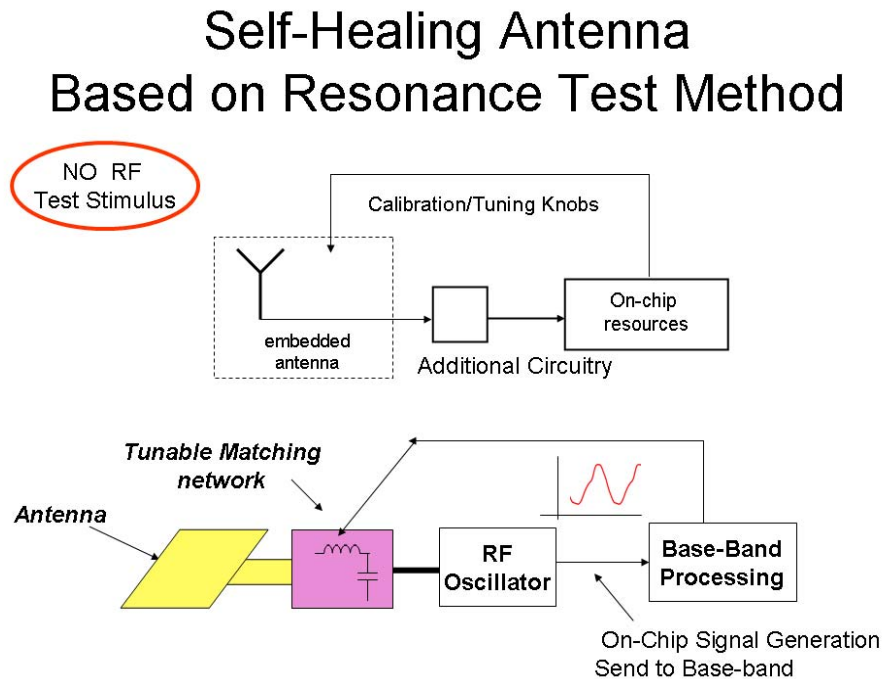 Self-Healing Antenna
Based on Resonance Test Method
NO RF
Test Stimulus
Calibration/Tuning Knobs
embedded
antenna
Additional Circuitry
On-chip
resources
Tunable Matching
network
Antenna
RF
Oscillator
Base-Band
Processing
On-Chip Signal Generation
Send to Base-band